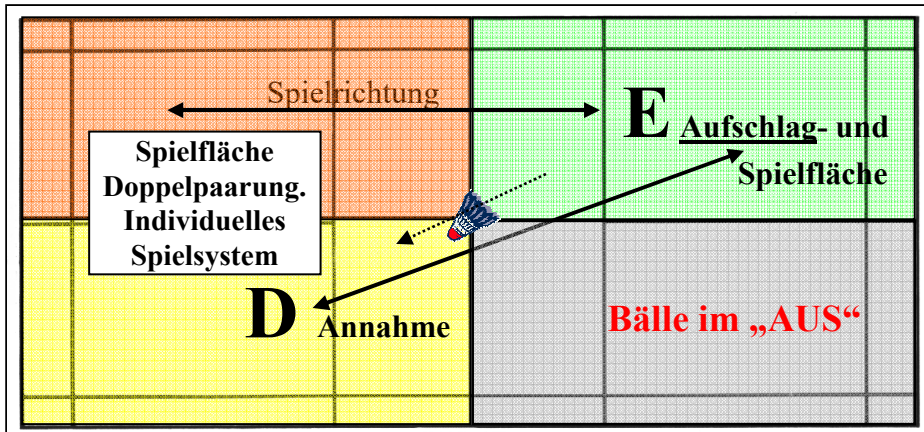 Spielrichtung
E Aufschlag- und
Spielfläche
Spielfläche
Doppelpaarung.
Individuelles
Spielsystem
D Annahme
Bälle im „AUS“